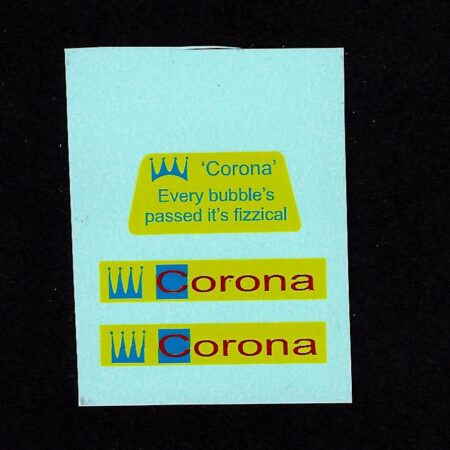 ‘Corona’
Every bubble's
passed it's fizzical
Corona
Corona